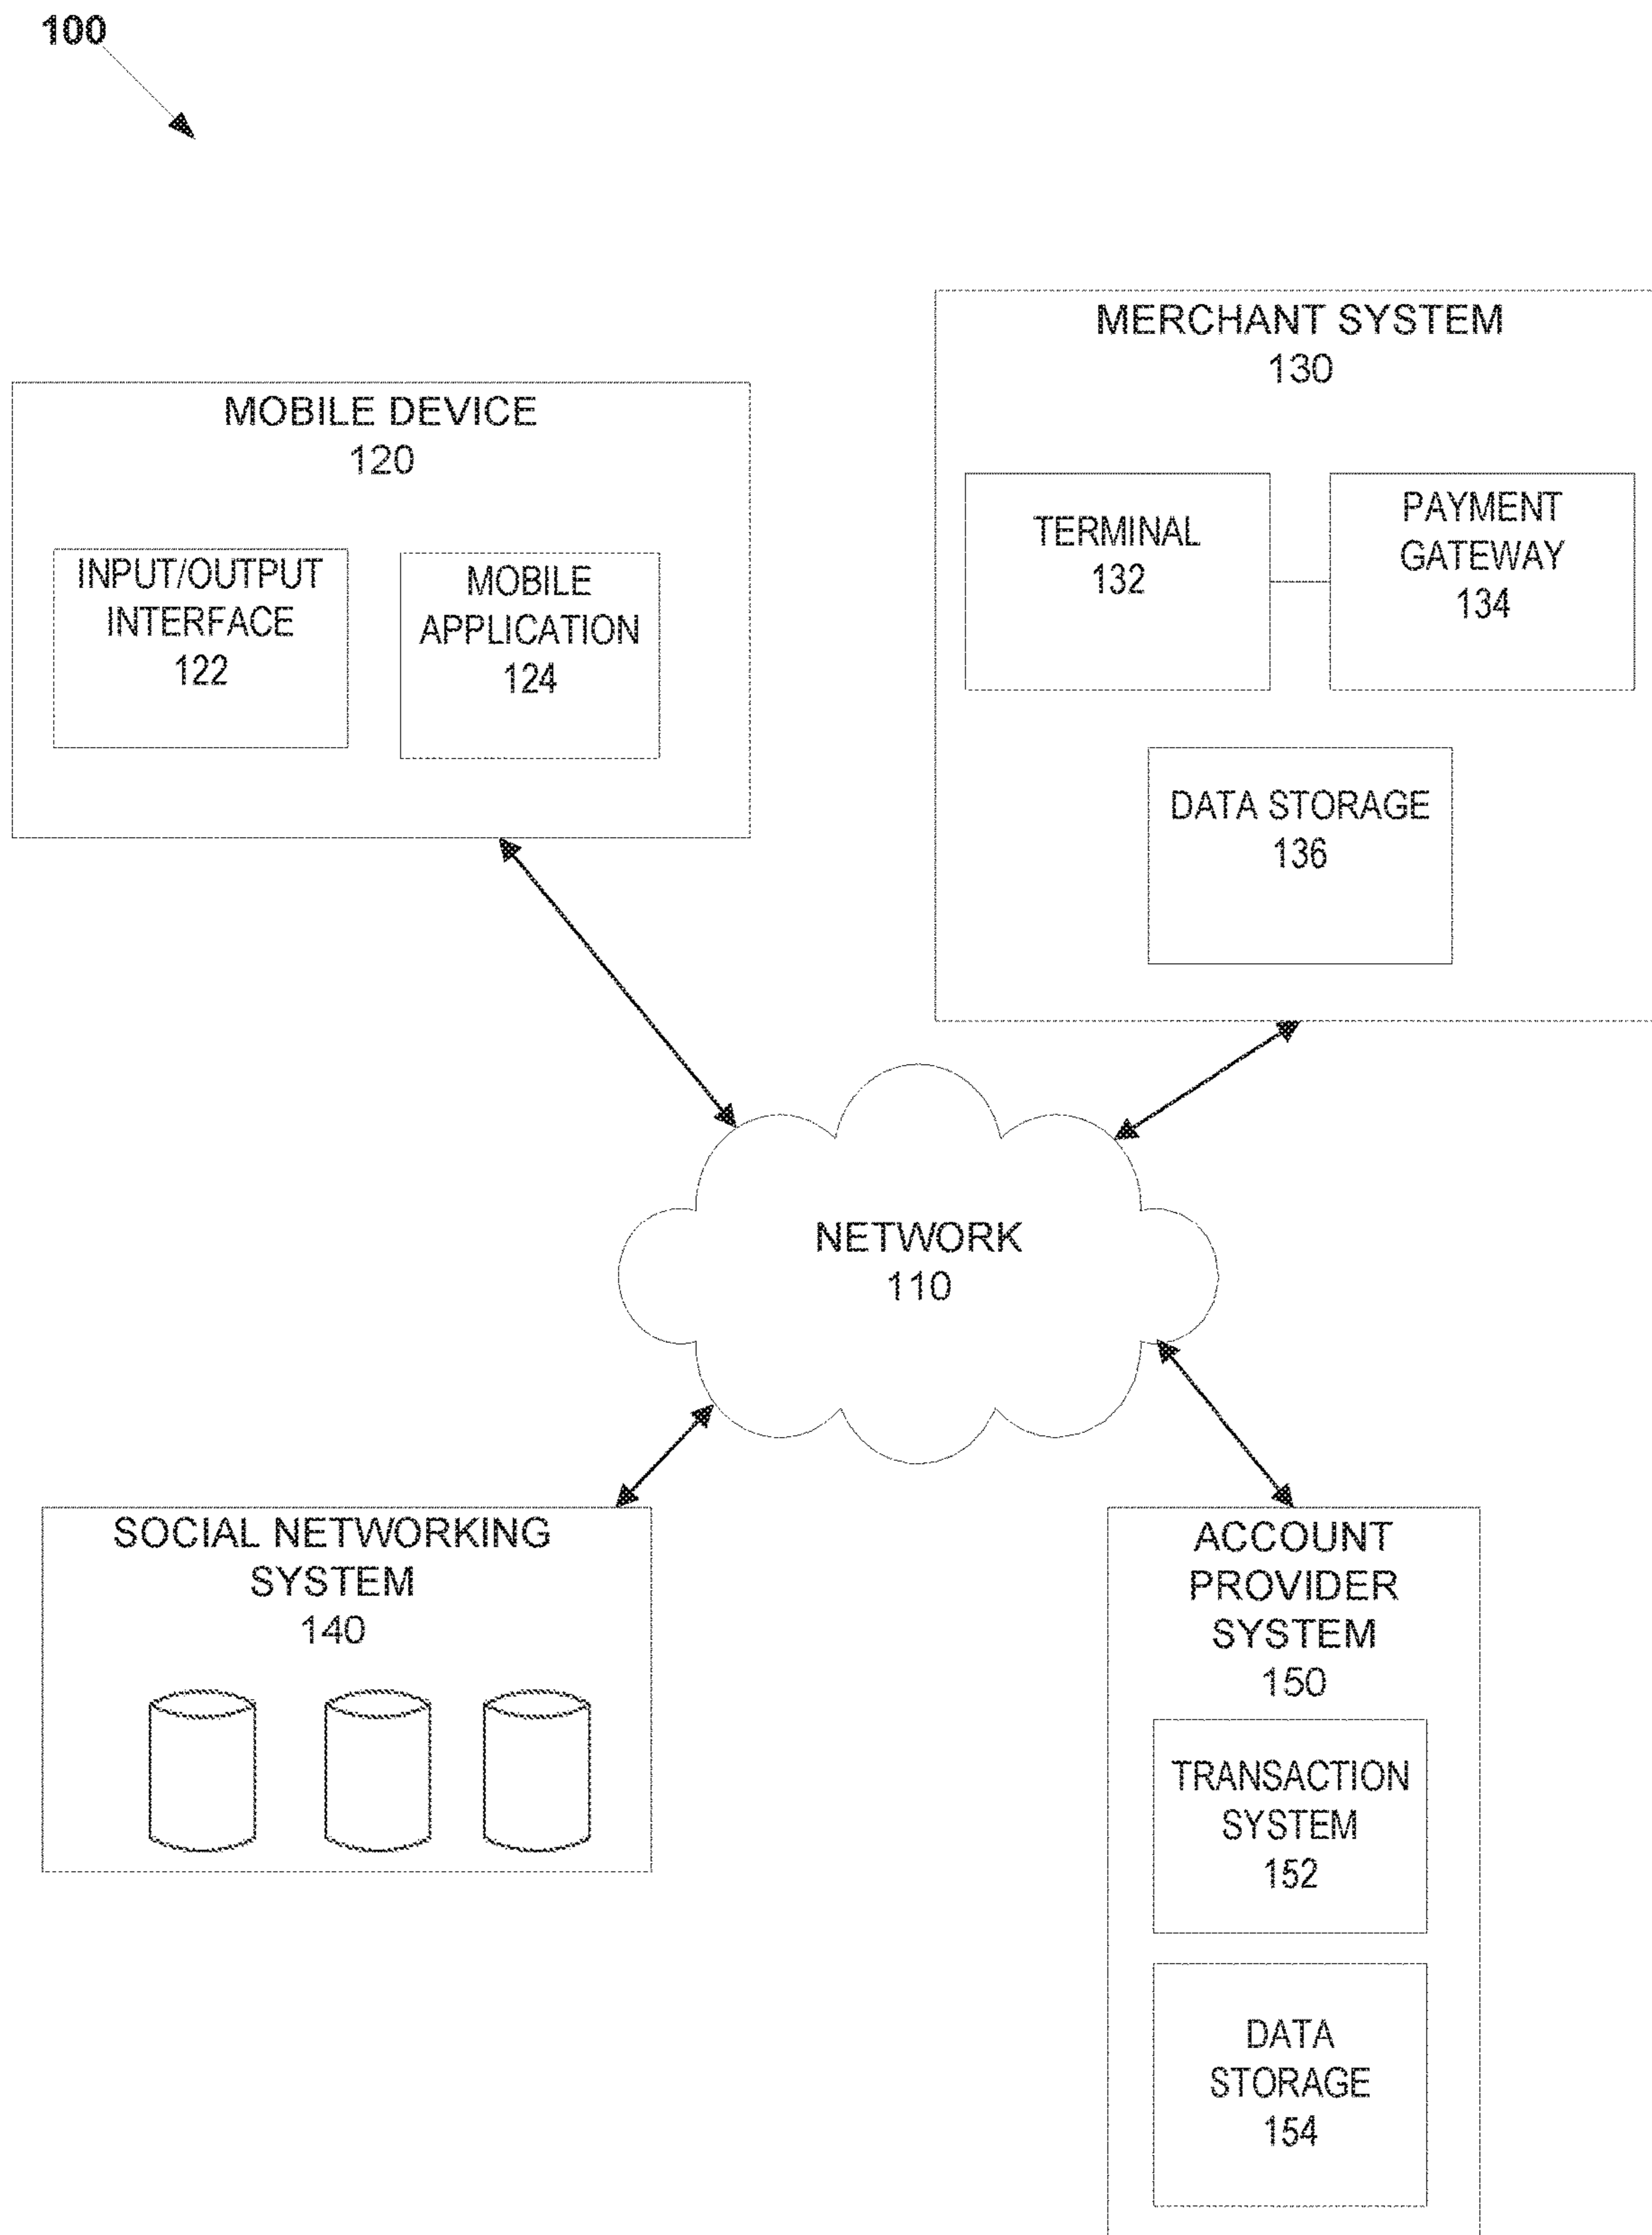 100
MERCHANT SYSTEM
130
MOBILE DEVICE
120
TERMINAL
132
PAYMENT
GATEWAY
134
INPUT/OUTPUT
INTERFACE
122
MOBILE
APPLICATION
124
DATA STORAGE
136
NETWORK
110
SOCIAL NETWORKING
SYSTEM
140
ACCOUNT
PROVIDER
SYSTEM
150
TRANSACTION
SYSTEM
152
DATA
STORAGE
154